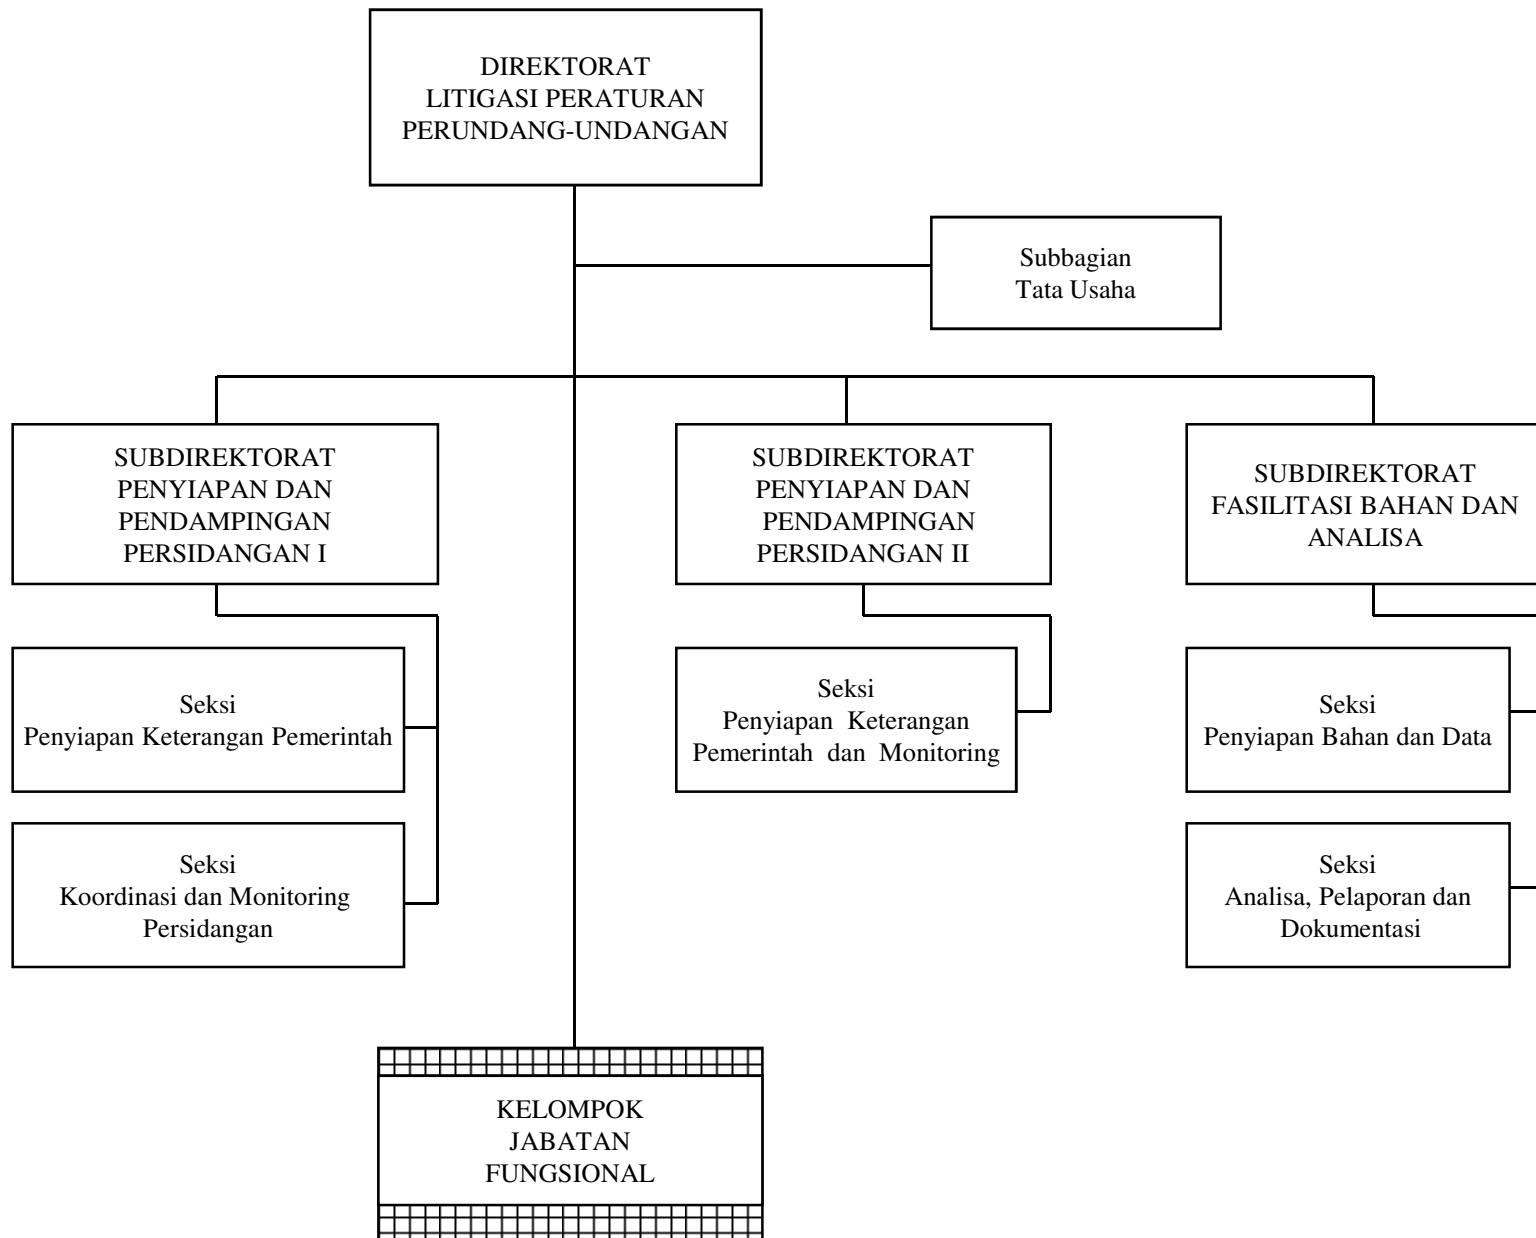 DIREKTORAT
LITIGASI PERATURAN
PERUNDANG-UNDANGAN
Subbagian
Tata Usaha
SUBDIREKTORAT
PENYIAPAN DAN
PENDAMPINGAN
PERSIDANGAN I
SUBDIREKTORAT
PENYIAPAN DAN
PENDAMPINGAN
PERSIDANGAN II
SUBDIREKTORAT
FASILITASI BAHAN DAN
ANALISA
Seksi
Penyiapan Keterangan Pemerintah
Seksi
Penyiapan Keterangan
Pemerintah dan Monitoring
Seksi
Penyiapan Bahan dan Data
Seksi
Koordinasi dan Monitoring
Persidangan
Seksi
Analisa, Pelaporan dan
Dokumentasi
KELOMPOK
JABATAN
FUNGSIONAL